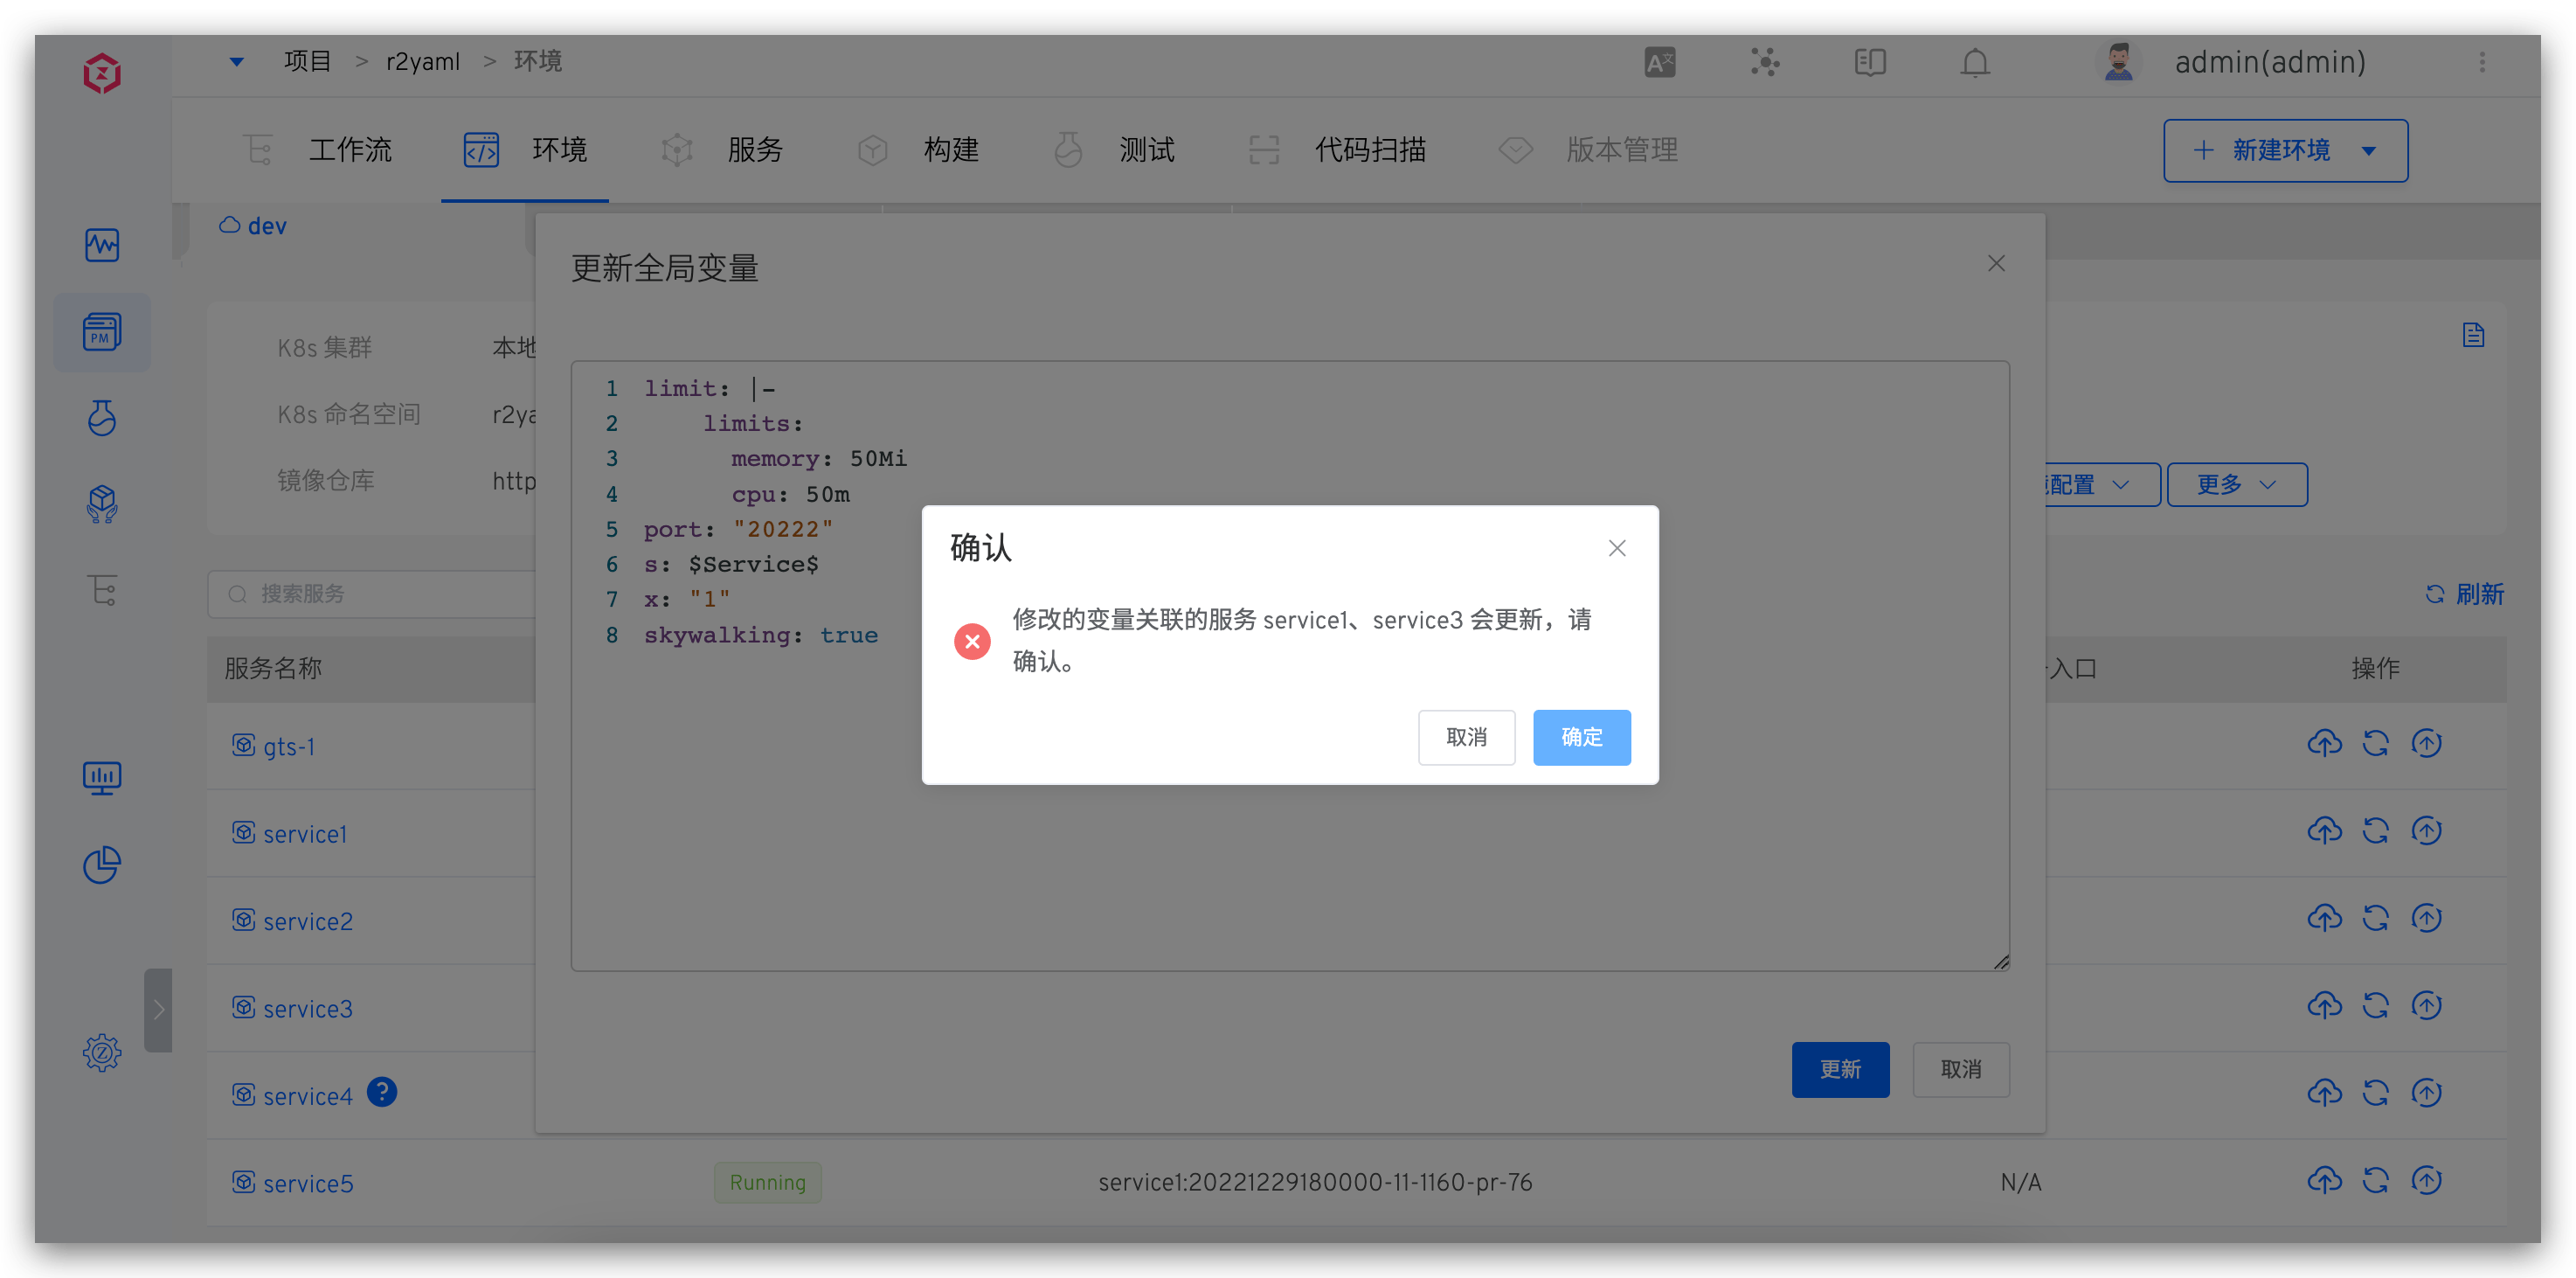 项目 > r2yaml > 环境
admin(admin)
工作流 环境 服务 构建 测试 代码扫描 版本管理
+ 新建环境
dev
更新全局变量
K8s 集群 本地
K8s 命名空间 r2ya
镜像仓库 http
配置 更多
PM
搜索服务
刷新
1 limit: |-
2 limits:
3 memory: 50Mi
4 cpu: 50m
5 port: "20222"
6 s: $Service$
7 x: "1"
8 skywalking: true
确认
修改的变量关联的服务 service1、service3 会更新，请
确认。
取消 确定
服务名称 入口 操作
gts-1
service1
service2
service3
service4 ?
更新 取消
service5 Running service1:20221229180000-11-1160-pr-76 N/A